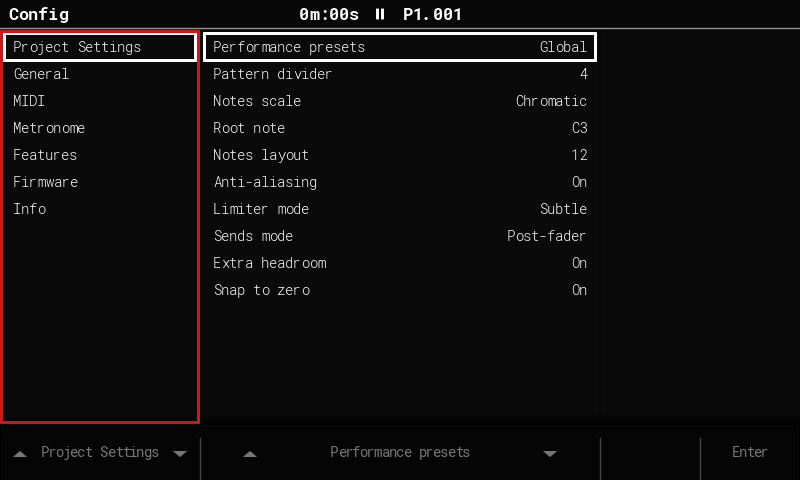 Config 0m:00s P1.001
Project Settings
General
MIDI
Metronome
Features
Firmware
Info
Performance presets Global
Pattern divider 4
Notes scale Chromatic
Root note C3
Notes layout 12
Anti-aliasing On
Limiter mode Subtle
Sends mode Post-fader
Extra headroom On
Snap to zero On
Project Settings Performance presets Enter